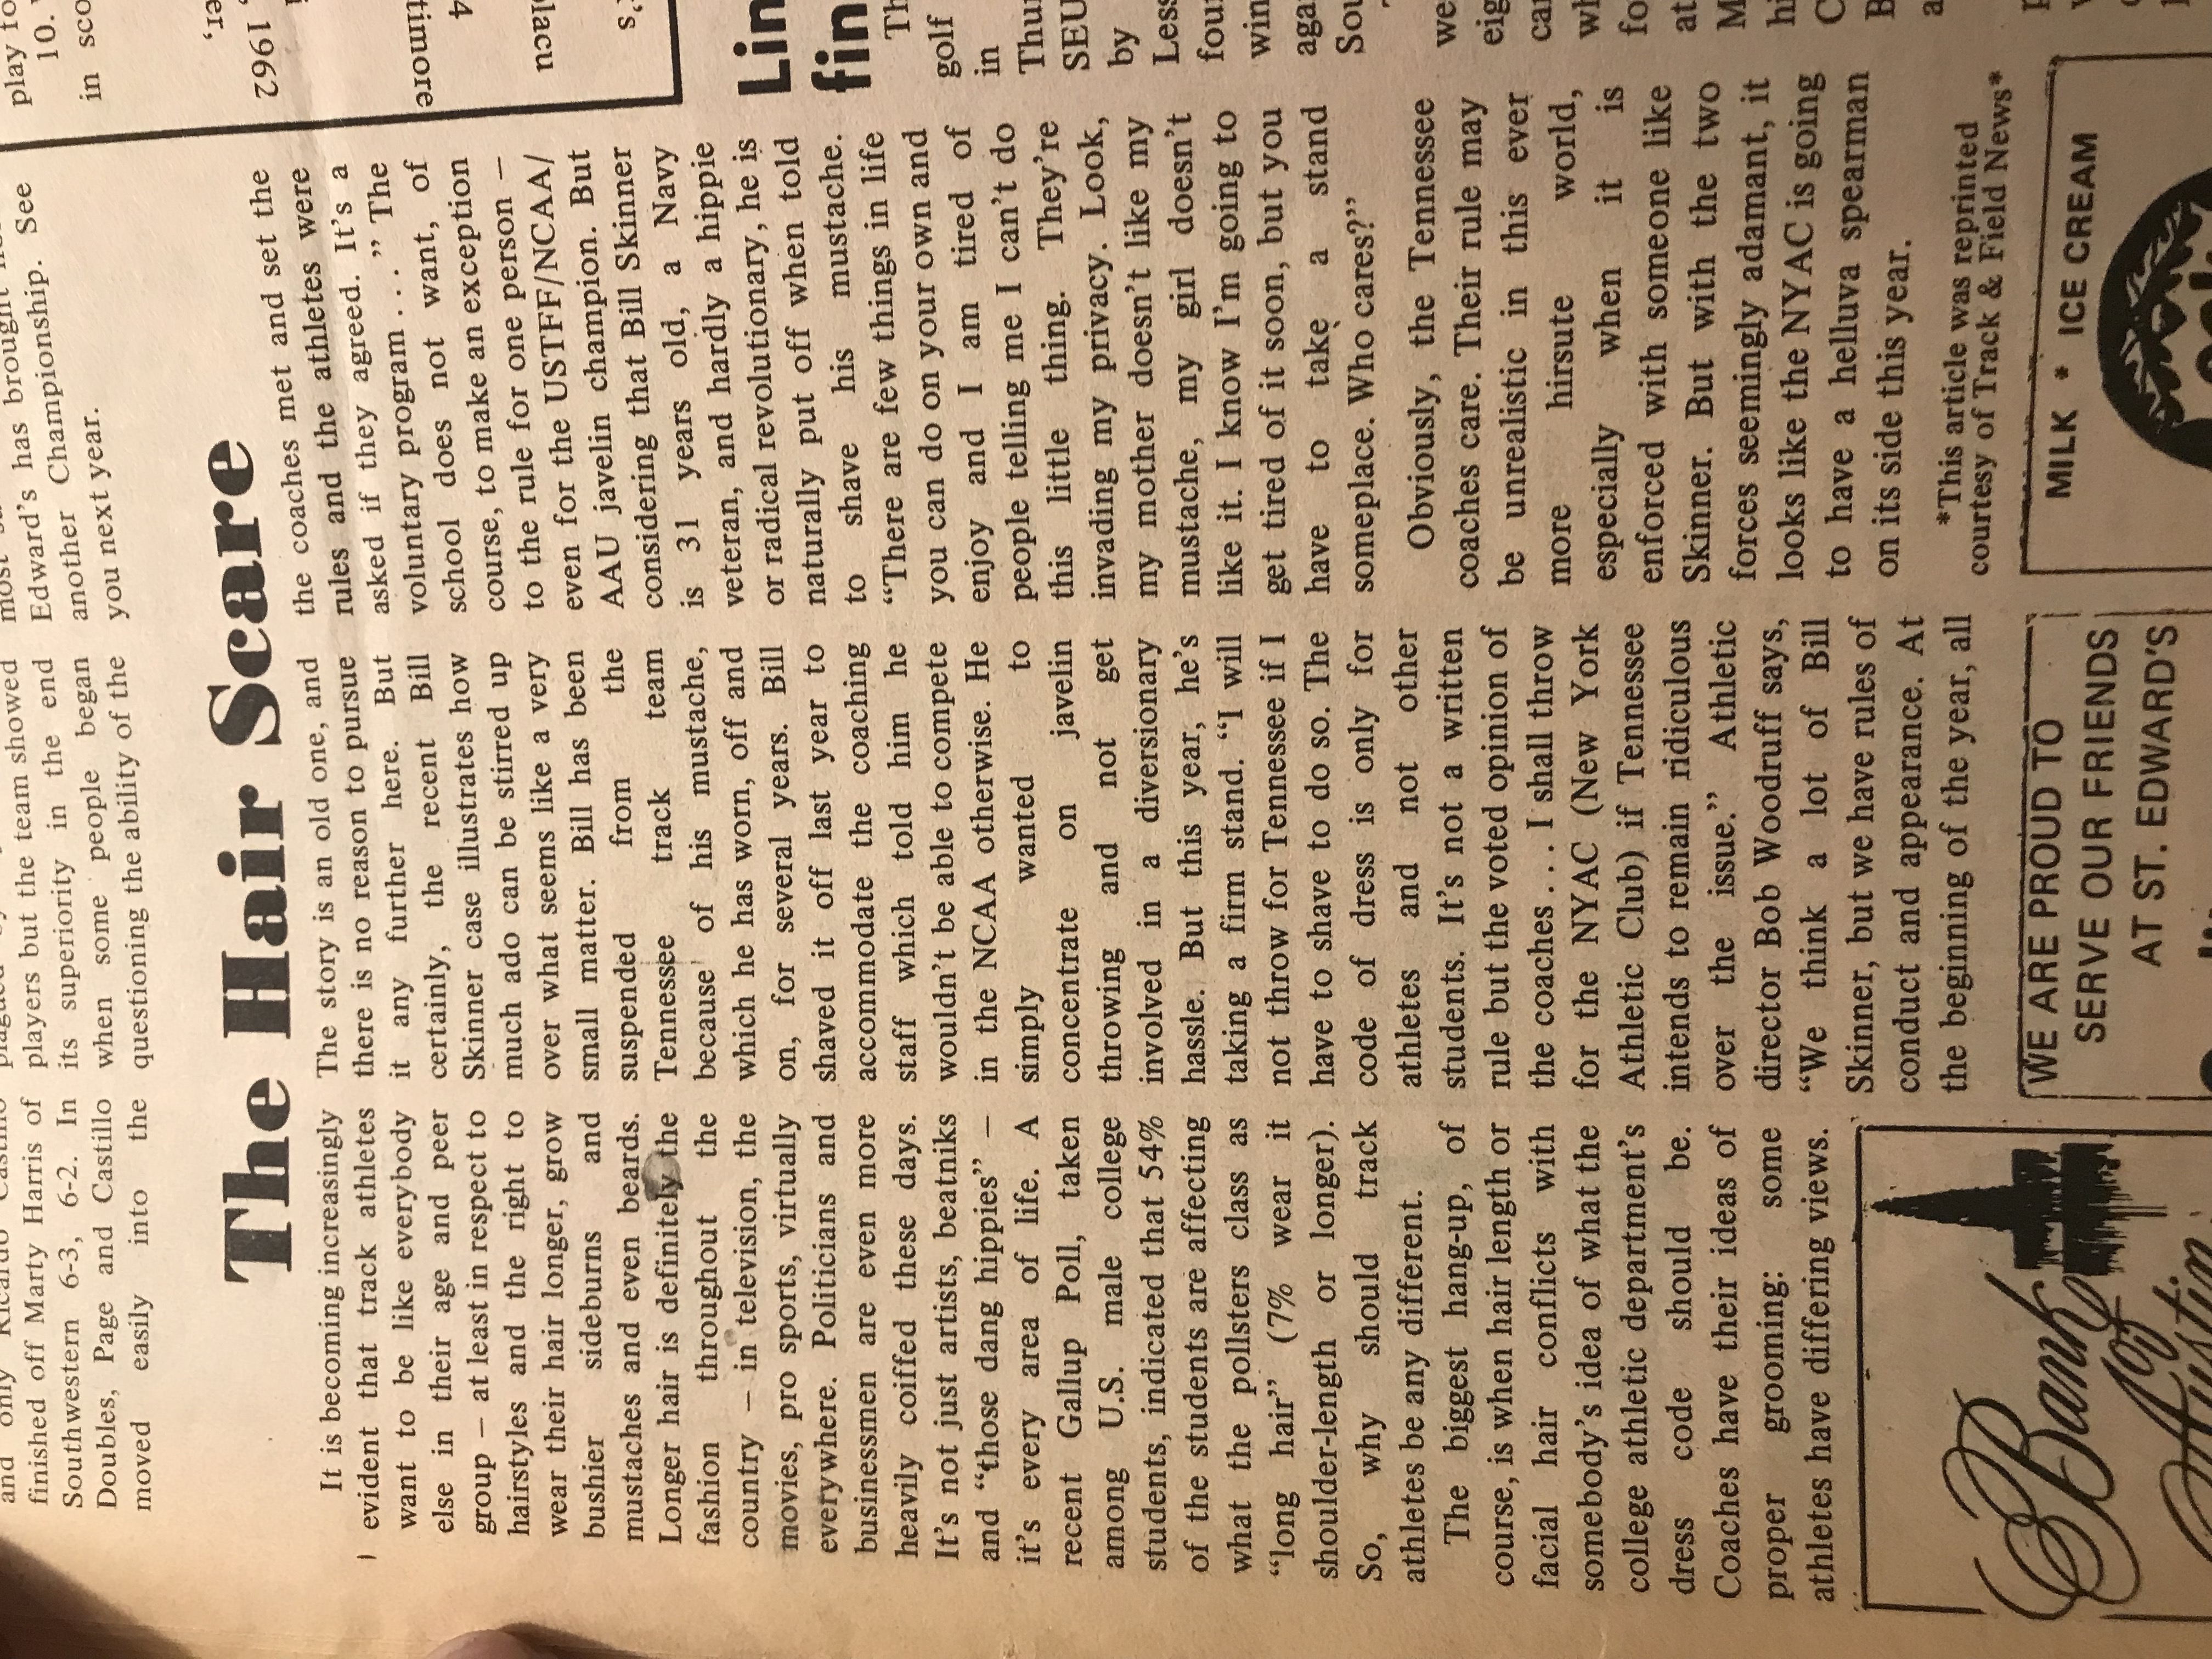 finished off Marty Harris of
Southwestern 6-3, 6-2. In
Doubles, Page and Castillo
moved easily into the
players but the team showed
its superiority in the end
when some people began
questioning the ability of the
Edward's has brought
another Championship. See
you next year.
play to
10.
in sco
1962
The Hair Scare
It is becoming increasingly
evident that track athletes
want to be like everybody
else in their age and peer
group – at least in respect to
hairstyles and the right to
wear their hair longer, grow
bushier sideburns and
mustaches and even beards.
Longer hair is definitely the
fashion throughout the
country – in television, the
movies, pro sports, virtually
everywhere. Politicians and
businessmen are even more
heavily coiffed these days.
It's not just artists, beatniks
and "those dang hippies" –
it's every area of life. A
recent Gallup Poll, taken
among U.S. male college
students, indicated that 54%
of the students are affecting
what the pollsters class as
"long hair" (7% wear it
shoulder-length or longer).
So, why should track
athletes be any different.
The biggest hang-up, of
course, is when hair length or
facial hair conflicts with
somebody's idea of what the
college athletic department's
dress code should be.
Coaches have their ideas of
proper grooming: some
athletes have differing views.
The story is an old one, and
there is no reason to pursue
it any further here. But
certainly, the recent Bill
Skinner case illustrates how
much ado can be stirred up
over what seems like a very
small matter. Bill has been
suspended from the
Tennessee track team
because of his mustache,
which he has worn, off and
on, for several years. Bill
shaved it off last year to
accommodate the coaching
staff which told him he
wouldn't be able to compete
in the NCAA otherwise. He
simply wanted to
concentrate on javelin
throwing and not get
involved in a diversionary
hassle. But this year, he's
taking a firm stand. "I will
not throw for Tennessee if I
have to shave to do so. The
code of dress is only for
athletes and not other
students. It's not a written
rule but the voted opinion of
the coaches . . . I shall throw
for the NYAC (New York
Athletic Club) if Tennessee
intends to remain ridiculous
over the issue." Athletic
director Bob Woodruff says,
"We think a lot of Bill
Skinner, but we have rules of
conduct and appearance. At
the beginning of the year, all
the coaches met and set the
rules and the athletes were
asked if they agreed. It's a
voluntary program . . ." The
school does not want, of
course, to make an exception
to the rule for one person –
even for the USTFF/NCAA/
AAU javelin champion. But
considering that Bill Skinner
is 31 years old, a Navy
veteran, and hardly a hippie
or radical revolutionary, he is
naturally put off when told
to shave his mustache.
"There are few things in life
you can do on your own and
enjoy and I am tired of
people telling me I can't do
this little thing. They're
invading my privacy. Look,
my mother doesn't like my
mustache, my girl doesn't
like it. I know I'm going to
get tired of it soon, but you
have to take a stand
someplace. Who cares?"
Obviously, the Tennessee
coaches care. Their rule may
be unrealistic in this ever
more hirsute world,
especially when it is
enforced with someone like
Skinner. But with the two
forces seemingly adamant, it
looks like the NYAC is going
to have a helluva spearman
on its side this year.
*This article was reprinted
courtesy of Track & Field News*
Lin
fin
golf
in
Thu
SEU
by
Less
four
win
aga
Sou
Bank
of
Austin
WE ARE PROUD TO
SERVE OUR FRIENDS
AT ST. EDWARD'S
MILK * ICE CREAM